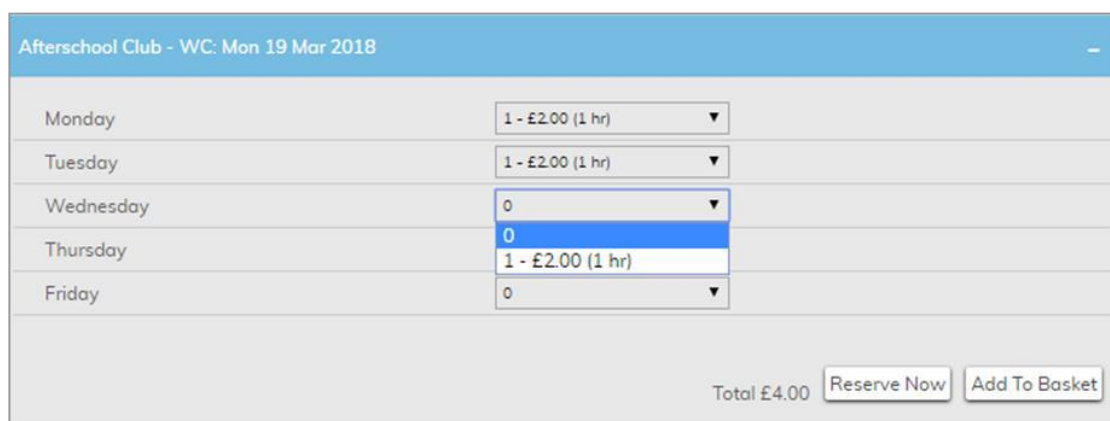 Afterschool Club - WC: Mon 19 Mar 2018 –
Monday 1 - £2.00 (1 hr) ▼
Tuesday 1 - £2.00 (1 hr) ▼
Wednesday 0 ▼
0
Thursday
1 - £2.00 (1 hr)
Friday 0 ▼
Total £4.00 Reserve Now Add To Basket